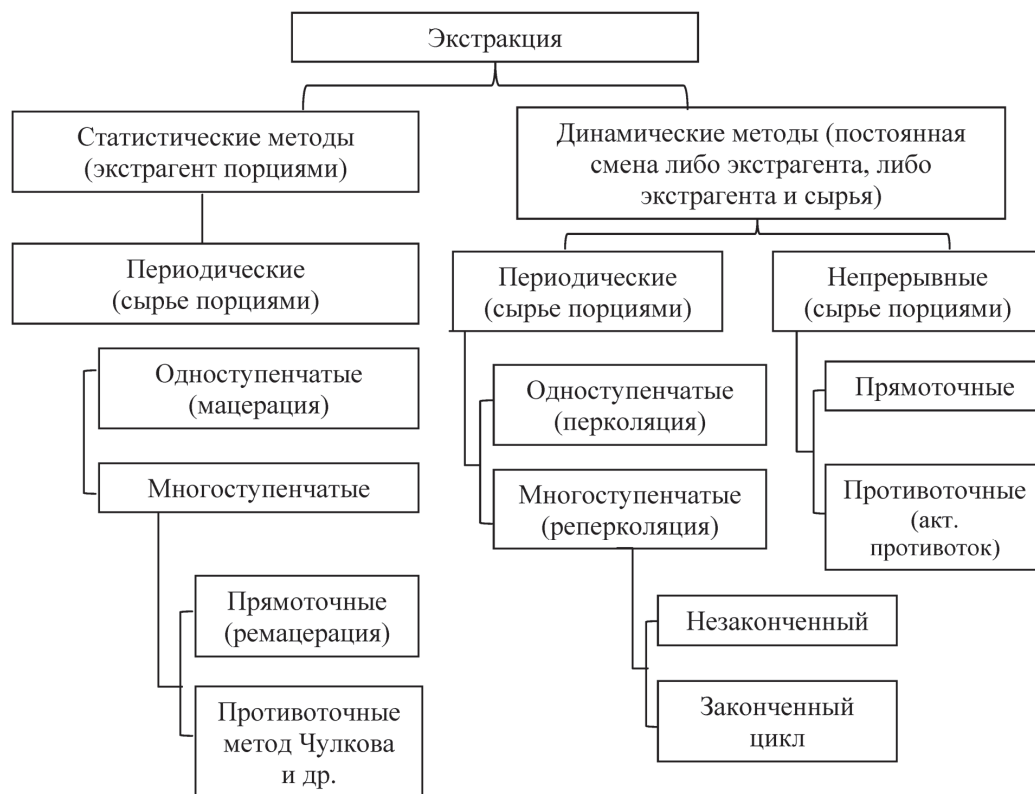 Экстракция
Статистические методы
(экстрагент порциями)
Динамические методы (постоянная
смена либо экстрагента, либо
экстрагента и сырья)
Периодические
(сырье порциями)
Периодические
(сырье порциями)
Непрерывные
(сырье порциями)
Одноступенчатые
(мацерация)
Многоступенчатые
Прямоточные
(ремацерация)
Противоточные
метод Чулкова
и др.
Одноступенчатые
(перколяция)
Многоступенчатые
(реперколяция)
Незаконченный
Законченный
цикл
Прямоточные
Противоточные
(акт.
противоток)